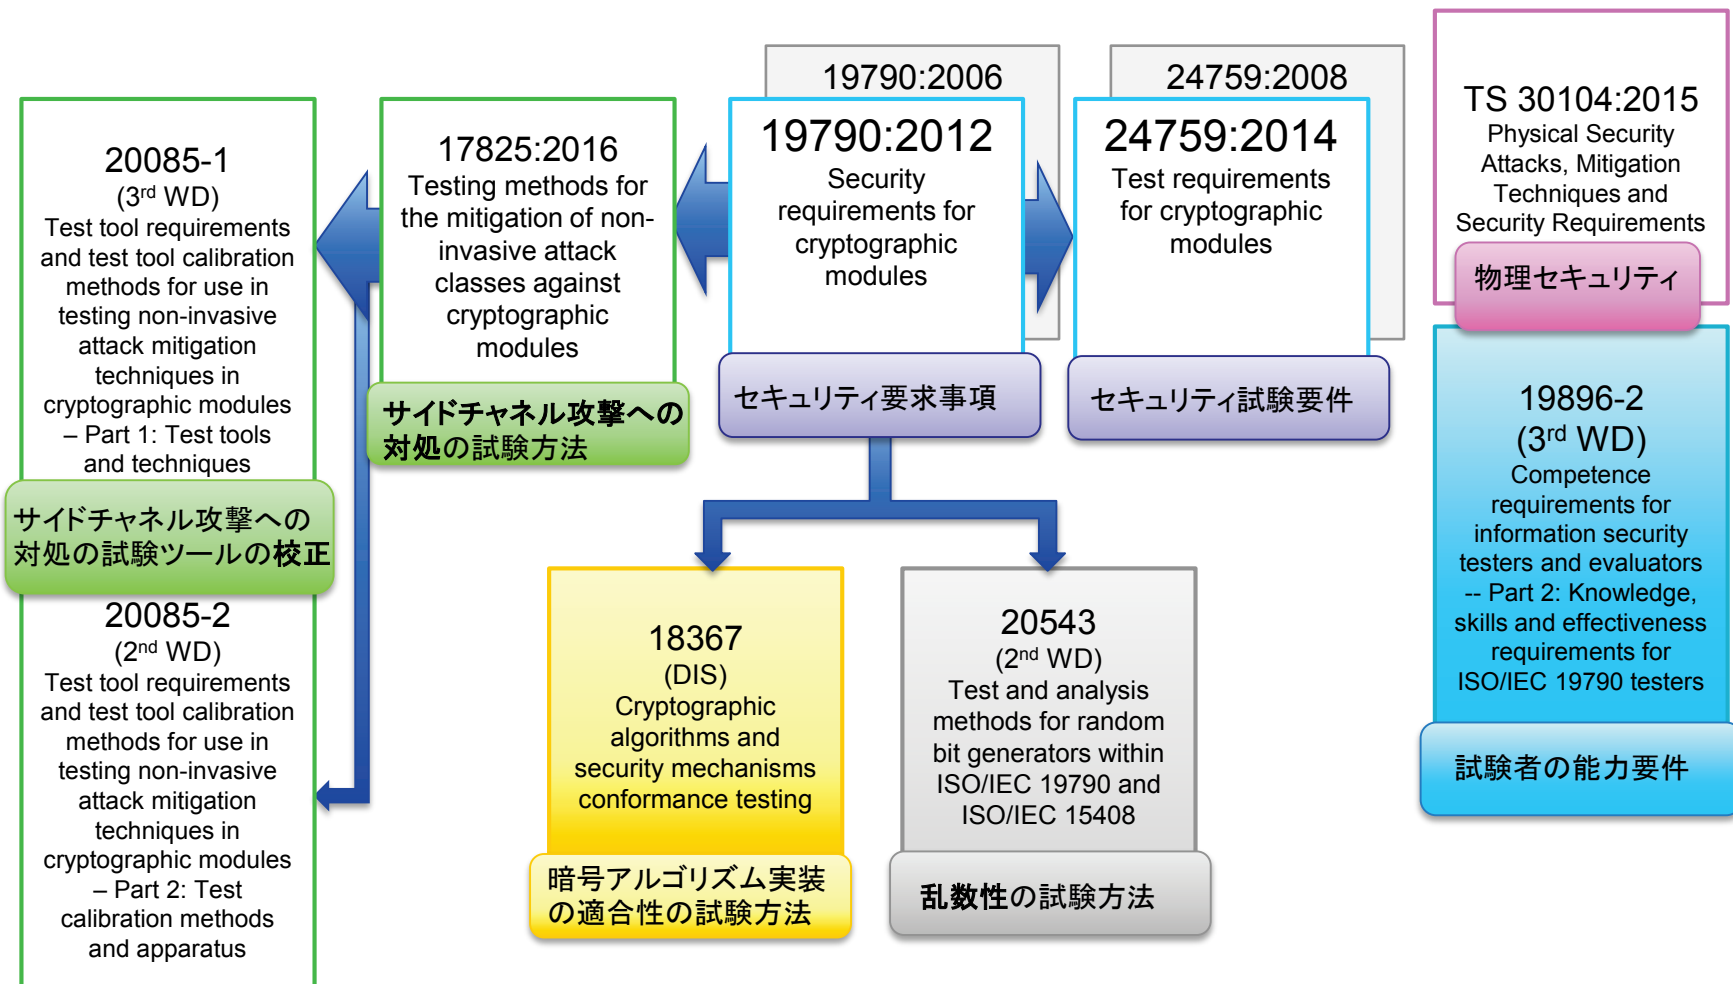 20085-1
(3rd WD)
Test tool requirements
and test tool calibration
methods for use in
testing non-invasive
attack mitigation
techniques in
cryptographic modules
– Part 1: Test tools
and techniques
サイドチャネル攻撃への
対処の試験ツールの校正
20085-2
(2nd WD)
Test tool requirements
and test tool calibration
methods for use in
testing non-invasive
attack mitigation
techniques in
cryptographic modules
– Part 2: Test
calibration methods
and apparatus
17825:2016
Testing methods for
the mitigation of non-
invasive attack
classes against
cryptographic
modules
サイドチャネル攻撃への
対処の試験方法
19790:2006
19790:2012
Security
requirements for
cryptographic
modules
セキュリティ要求事項
24759:2008
24759:2014
Test requirements
for cryptographic
modules
セキュリティ試験要件
18367
(DIS)
Cryptographic
algorithms and
security mechanisms
conformance testing
暗号アルゴリズム実装
の適合性の試験方法
20543
(2nd WD)
Test and analysis
methods for random
bit generators within
ISO/IEC 19790 and
ISO/IEC 15408
乱数性の試験方法
TS 30104:2015
Physical Security
Attacks, Mitigation
Techniques and
Security Requirements
物理セキュリティ
19896-2
(3rd WD)
Competence
requirements for
information security
testers and evaluators
-- Part 2: Knowledge,
skills and effectiveness
requirements for
ISO/IEC 19790 testers
試験者の能力要件